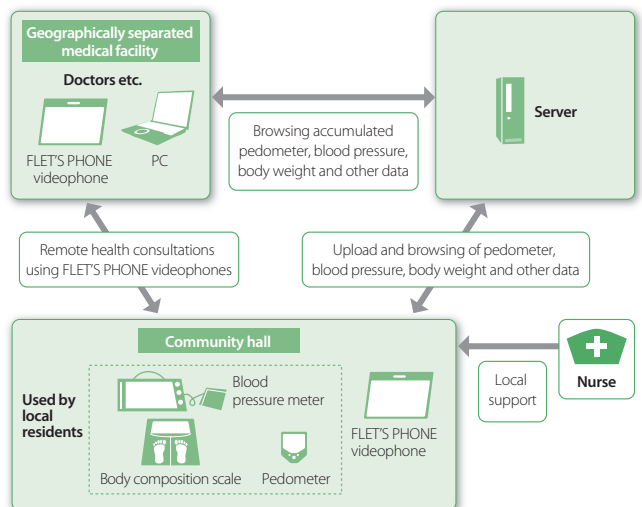 Geographically separated
medical facility
Doctors etc.
FLET'S PHONE
videophone
PC
Browsing accumulated
pedometer, blood pressure,
body weight and other data
Server
Remote health consultations
using FLET'S PHONE videophones
Upload and browsing of pedometer,
blood pressure, body weight and other data
Community hall
Used by
local
residents
Blood
pressure meter
Body composition scale
Pedometer
FLET'S PHONE
videophone
Local
support
Nurse